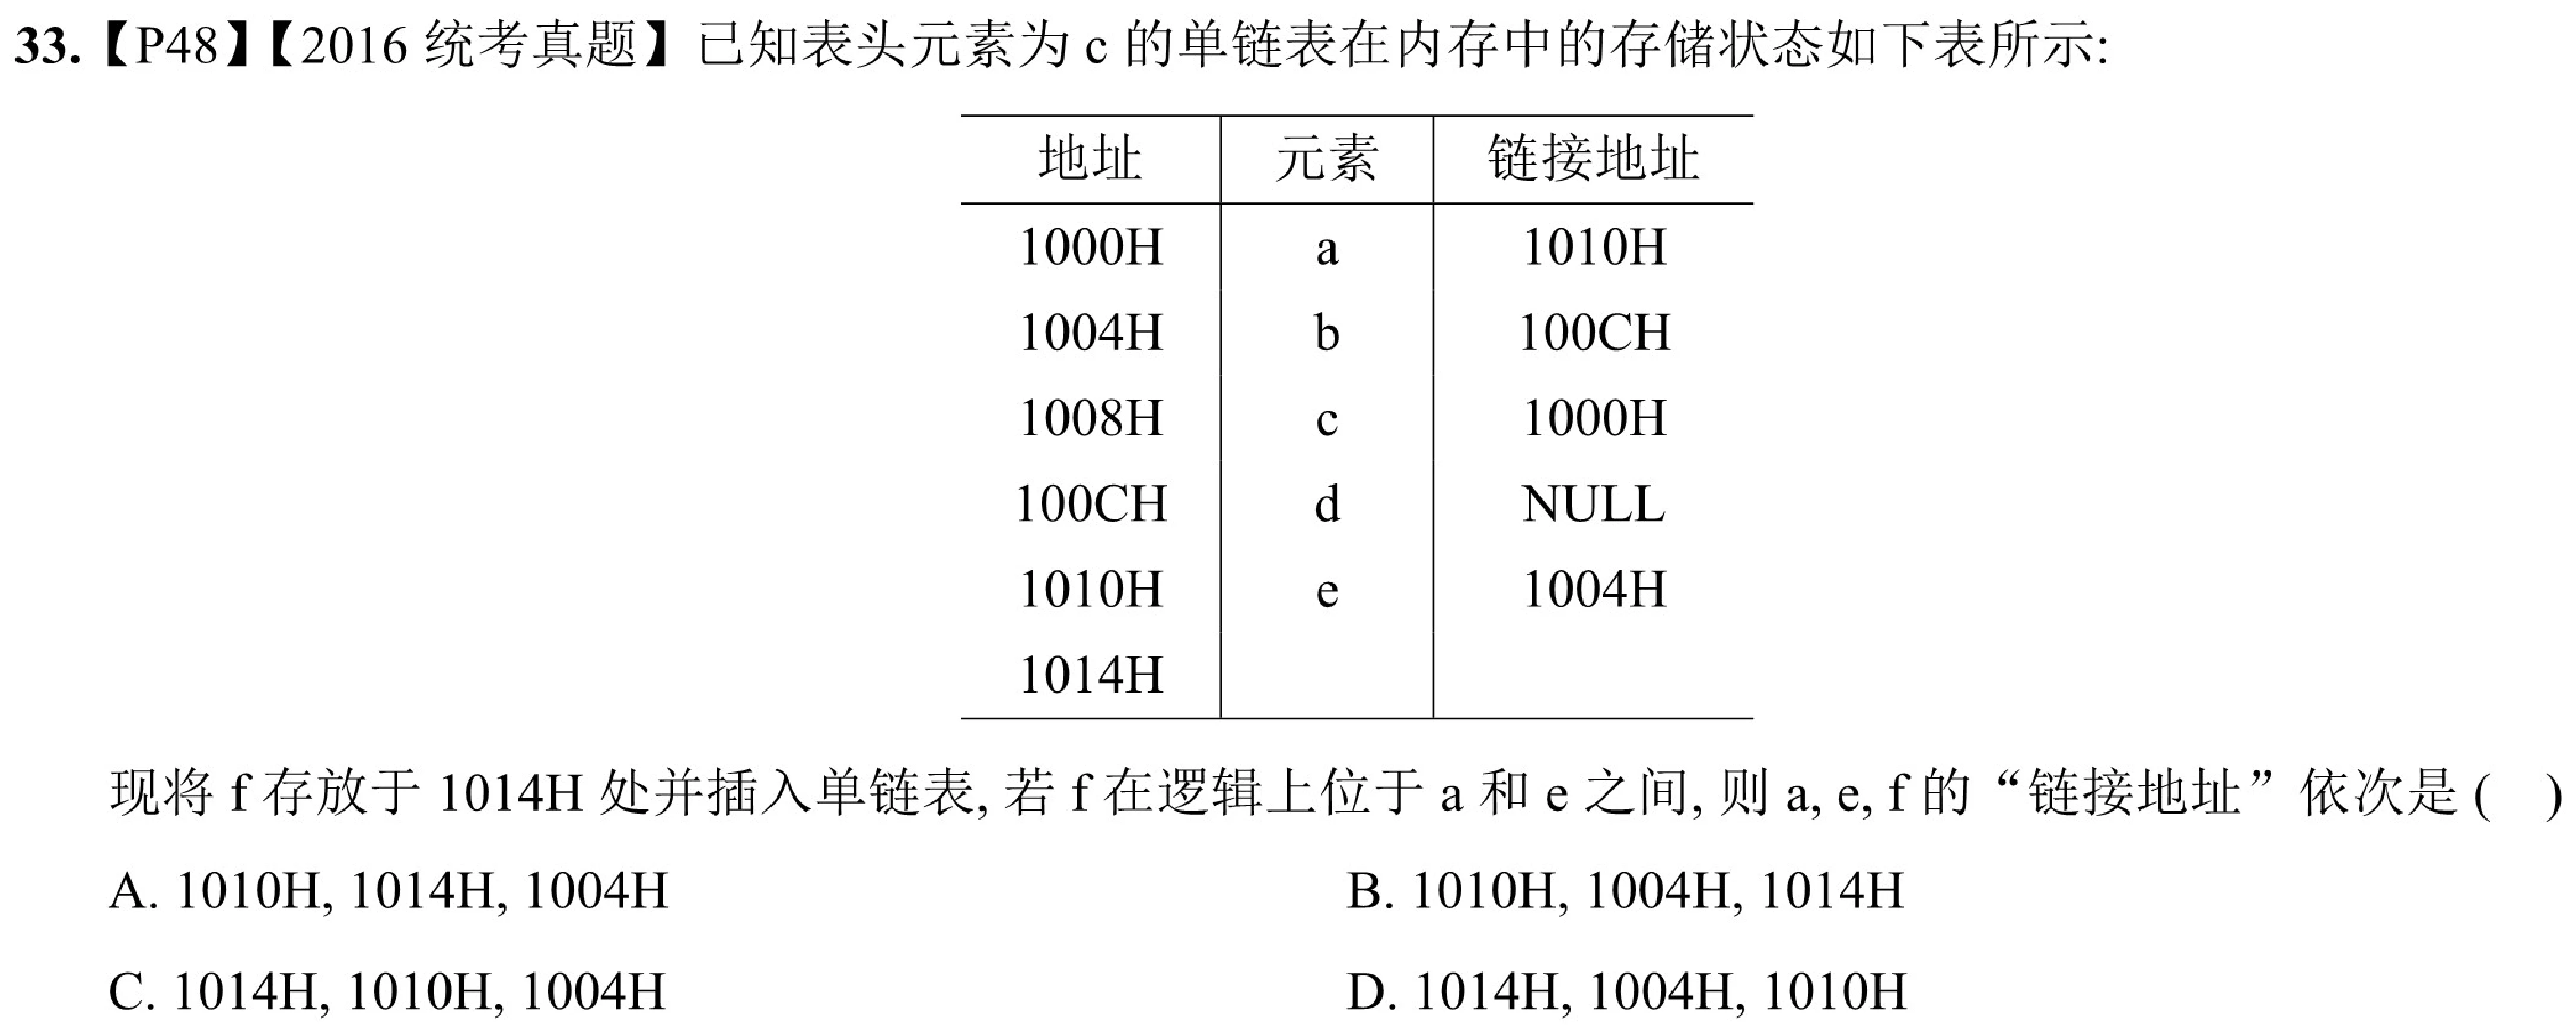 33.【P48】【2016 统考真题】已知表头元素为 c 的单链表在内存中的存储状态如下表所示:
地址 元素 链接地址
1000H a 1010H
1004H b 100CH
1008H c 1000H
100CH d NULL
1010H e 1004H
1014H
现将 f 存放于 1014H 处并插入单链表, 若 f 在逻辑上位于 a 和 e 之间, 则 a, e, f 的“链接地址”依次是 ( )
A. 1010H, 1014H, 1004H B. 1010H, 1004H, 1014H
C. 1014H, 1010H, 1004H D. 1014H, 1004H, 1010H